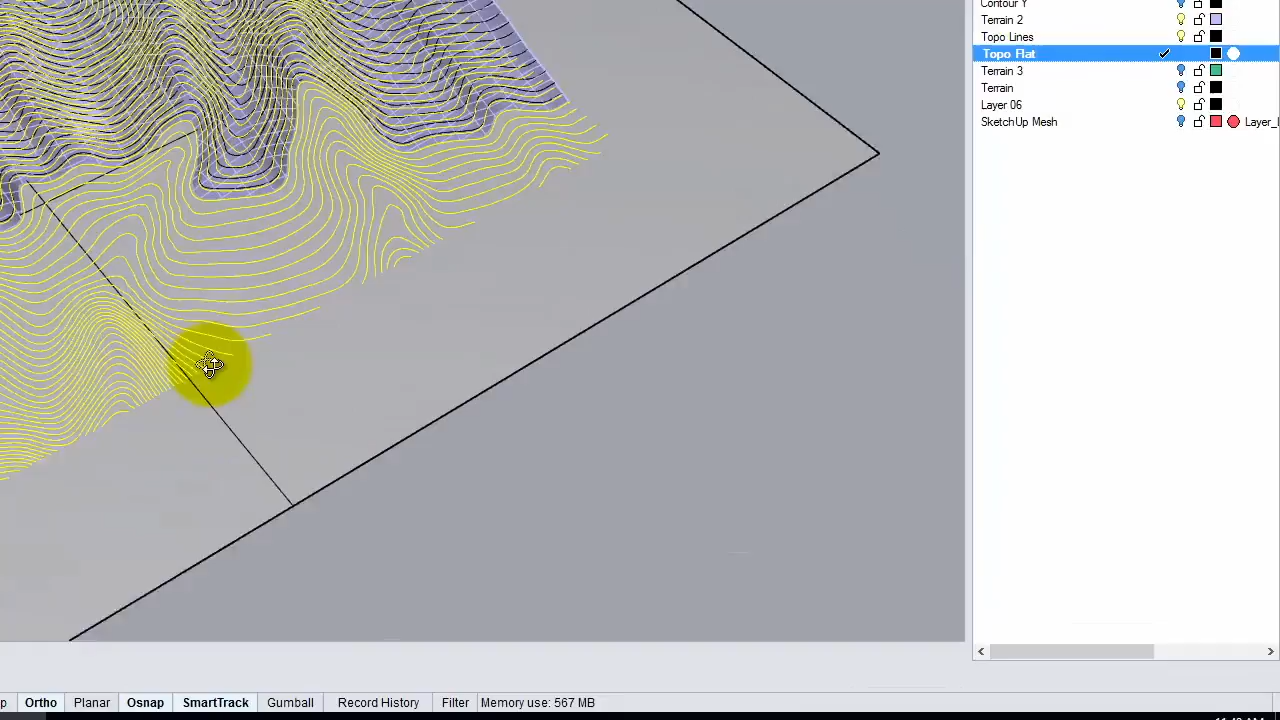 Contour Y
Terrain 2
Topo Lines
Topo Flat
Terrain 3
Terrain
Layer 06
SketchUp Mesh
p Ortho Planar Osnap SmartTrack Gumball Record History Filter Memory use: 567 MB